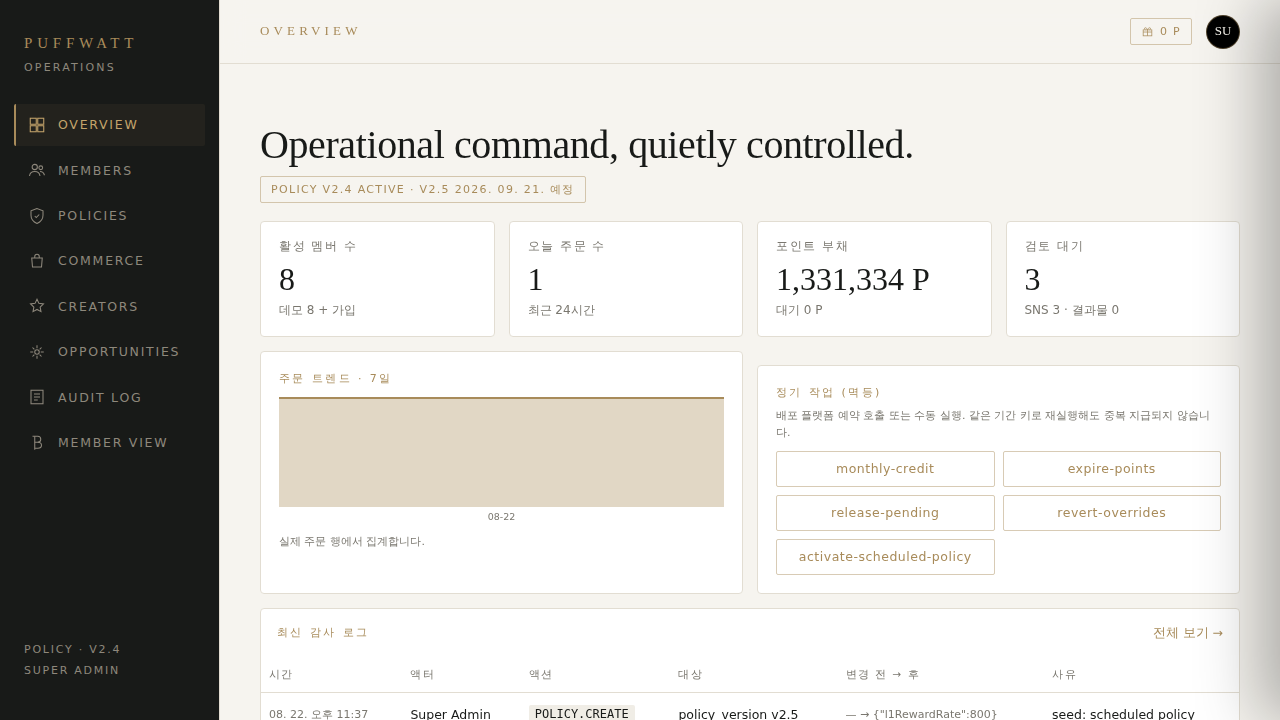 PUFFWATT
OPERATIONS
OVERVIEW
MEMBERS
POLICIES
COMMERCE
CREATORS
OPPORTUNITIES
AUDIT LOG
MEMBER VIEW
POLICY · V2.4
SUPER ADMIN
OVERVIEW
0 P
SU
Operational command, quietly controlled.
POLICY V2.4 ACTIVE · V2.5 2026. 09. 21. 예정
활성 멤버 수
8
데모 8 + 가입
오늘 주문 수
1
최근 24시간
포인트 부채
1,331,334 P
대기 0 P
검토 대기
3
SNS 3 · 결과물 0
주문 트렌드 · 7일
08-22
실제 주문 행에서 집계합니다.
정기 작업 (멱등)
배포 플랫폼 예약 호출 또는 수동 실행. 같은 기간 키로 재실행해도 중복 지급되지 않습니
다.
monthly-credit
expire-points
release-pending
revert-overrides
activate-scheduled-policy
최신 감사 로그
전체 보기 →
시간 액터 액션 대상 변경 전 → 후 사유
08. 22. 오후 11:37 Super Admin POLICY.CREATE policy_version v2.5 — → {"l1RewardRate":800} seed: scheduled policy